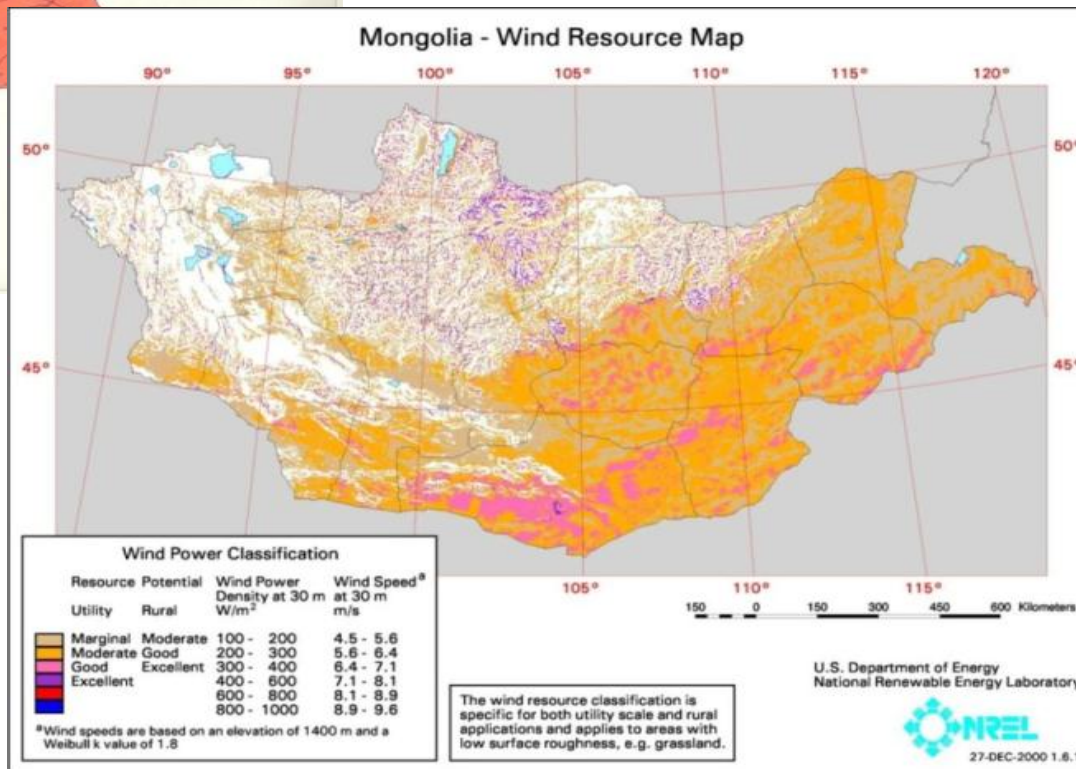 Mongolia - Wind Resource Map
90° 95° 100° 105° 110° 115° 120°
50° 50°
45° 45°
105° 110° 115°
Wind Power Classification
Resource Potential Wind Power Wind Speed a
Density at 30 m at 30 m
Utility Rural W/m² m/s
Marginal Moderate 100 - 200 4.5 - 5.6
Moderate Good 200 - 300 5.6 - 6.4
Good Excellent 300 - 400 6.4 - 7.1
Excellent 400 - 600 7.1 - 8.1
600 - 800 8.1 - 8.9
800 - 1000 8.9 - 9.6
a Wind speeds are based on an elevation of 1400 m and a
Weibull k value of 1.8
150 0 150 300 450 600 Kilometers
The wind resource classification is
specific for both utility scale and rural
applications and applies to areas with
low surface roughness, e.g. grassland.
U.S. Department of Energy
National Renewable Energy Laboratory
NREL
27-DEC-2000 1.6.1